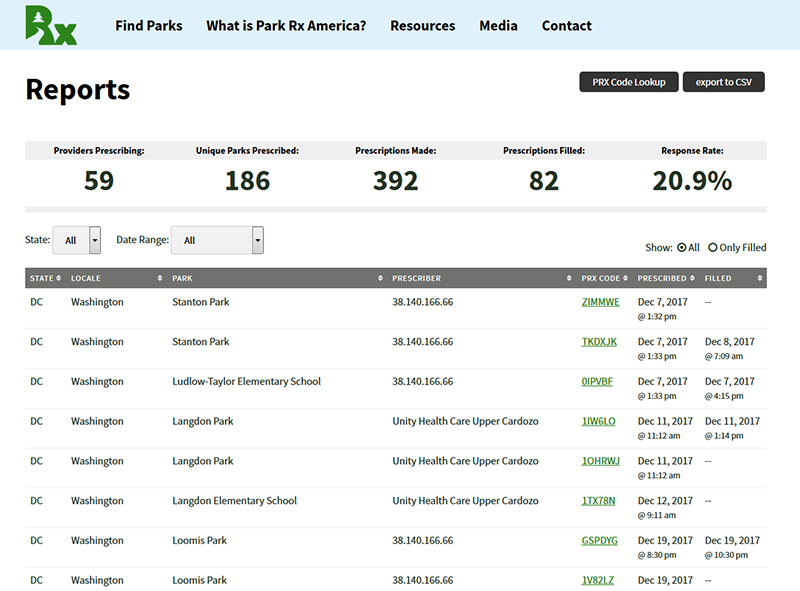 Rx
Find Parks What is Park Rx America? Resources Media Contact
Reports
PRX Code Lookup export to CSV
Providers Prescribing: Unique Parks Prescribed: Prescriptions Made: Prescriptions Filled: Response Rate:
59 186 392 82 20.9%
State: All Date Range: All
Show: All Only Filled
STATE LOCALE PARK PRESCRIBER PRX CODE PRESCRIBED FILLED
DC Washington Stanton Park 38.140.166.66 ZIMMWE Dec 7, 2017 --
@ 1:32 pm
DC Washington Stanton Park 38.140.166.66 TKDXJK Dec 7, 2017 Dec 8, 2017
@ 1:33 pm @ 7:09 am
DC Washington Ludlow-Taylor Elementary School 38.140.166.66 0IPVBF Dec 7, 2017 Dec 7, 2017
@ 1:33 pm @ 4:15 pm
DC Washington Langdon Park Unity Health Care Upper Cardozo 1IW6LO Dec 11, 2017 Dec 11, 2017
@ 11:12 am @ 1:14 pm
DC Washington Langdon Park Unity Health Care Upper Cardozo 1OHRWJ Dec 11, 2017 --
@ 11:12 am
DC Washington Langdon Elementary School Unity Health Care Upper Cardozo 1TX78N Dec 12, 2017 --
@ 9:11 am
DC Washington Loomis Park 38.140.166.66 GSPDYG Dec 19, 2017 Dec 19, 2017
@ 8:30 pm @ 10:30 pm
DC Washington Loomis Park 38.140.166.66 1V82LZ Dec 19, 2017 --